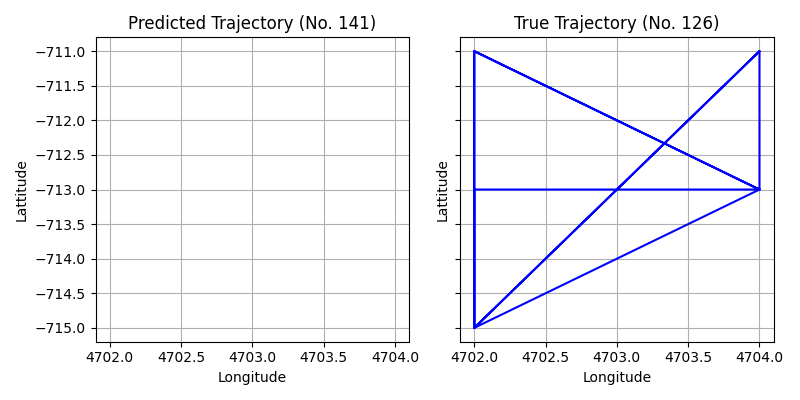 Predicted Trajectory (No. 141)
−711.0
−711.5
−712.0
−712.5
−713.0
−713.5
−714.0
−714.5
−715.0
Lattitude
4702.0 4702.5 4703.0 4703.5 4704.0
Longitude
True Trajectory (No. 126)
Lattitude
4702.0 4702.5 4703.0 4703.5 4704.0
Longitude